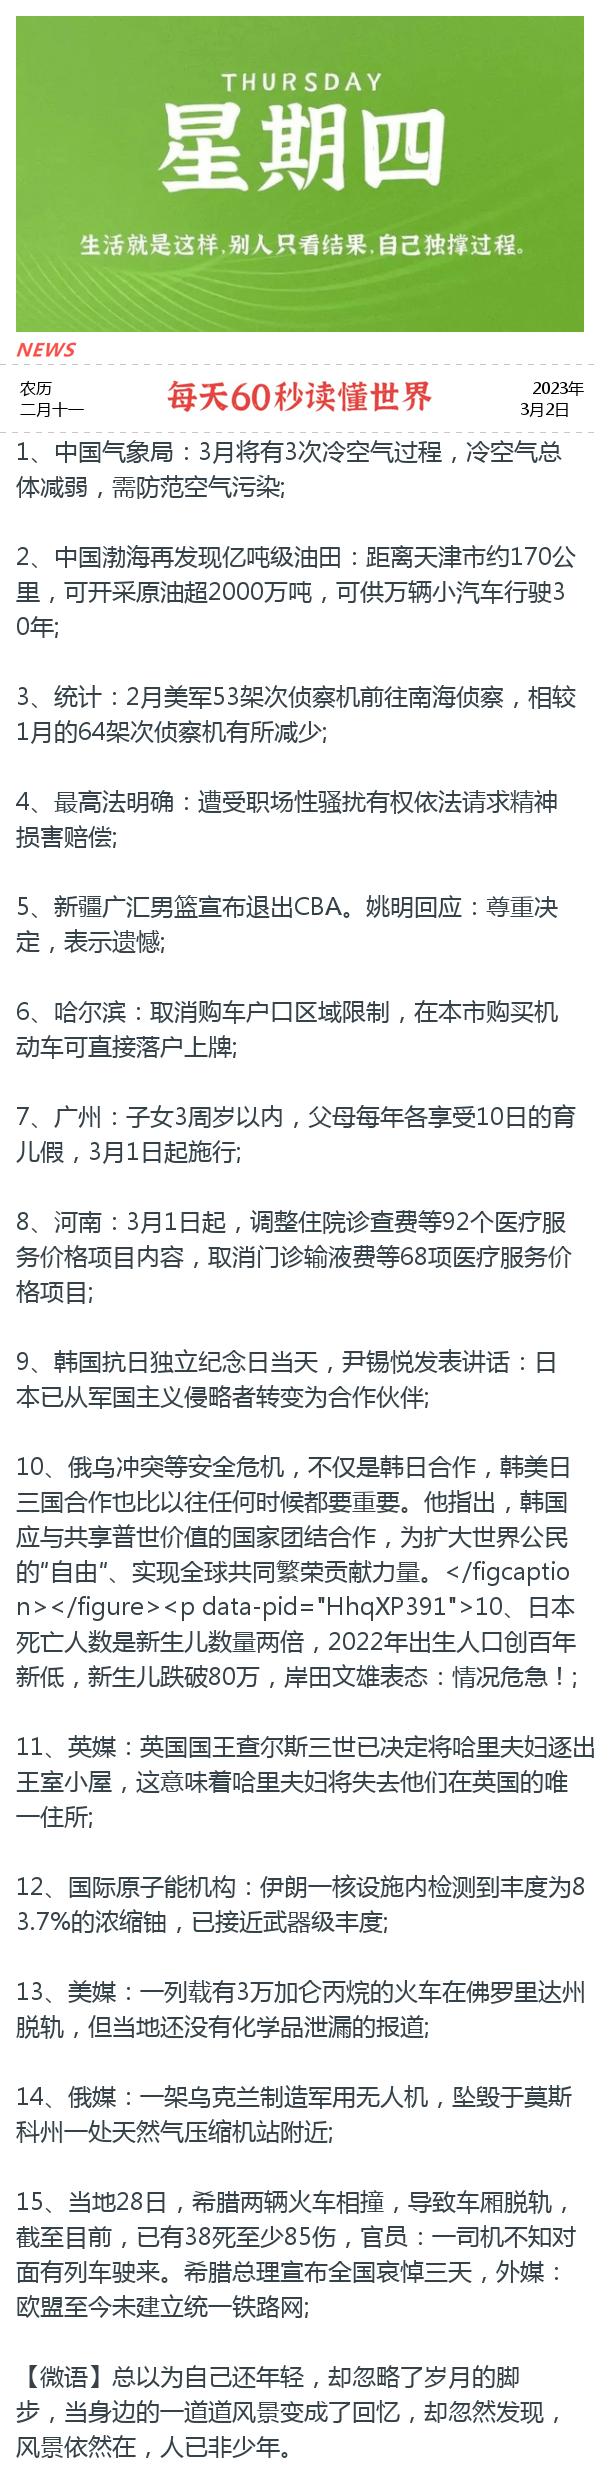 THURSDAY
星期四
生活就是这样,别人只看结果,自己独撑过程。
NEWS
农历
二月十一
每天60秒读懂世界
2023年
3月2日
1、中国气象局：3月将有3次冷空气过程，冷空气总
体减弱，需防范空气污染;
2、中国渤海再发现亿吨级油田：距离天津市约170公
里，可开采原油超2000万吨，可供万辆小汽车行驶3
0年;
3、统计：2月美军53架次侦察机前往南海侦察，相较
1月的64架次侦察机有所减少;
4、最高法明确：遭受职场性骚扰有权依法请求精神
损害赔偿;
5、新疆广汇男篮宣布退出CBA。姚明回应：尊重决
定，表示遗憾;
6、哈尔滨：取消购车户口区域限制，在本市购买机
动车可直接落户上牌;
7、广州：子女3周岁以内，父母每年各享受10日的育
儿假，3月1日起施行;
8、河南：3月1日起，调整住院诊查费等92个医疗服
务价格项目内容，取消门诊输液费等68项医疗服务价
格项目;
9、韩国抗日独立纪念日当天，尹锡悦发表讲话：日
本已从军国主义侵略者转变为合作伙伴;
10、俄乌冲突等安全危机，不仅是韩日合作，韩美日
三国合作也比以往任何时候都要重要。他指出，韩国
应与共享普世价值的国家团结合作，为扩大世界公民
的"自由"、实现全球共同繁荣贡献力量。</figcaptio
n></figure><p data-pid="HhqXP391">10、日本
死亡人数是新生儿数量两倍，2022年出生人口创百年
新低，新生儿跌破80万，岸田文雄表态：情况危急！;
11、英媒：英国国王查尔斯三世已决定将哈里夫妇逐出
王室小屋，这意味着哈里夫妇将失去他们在英国的唯
一住所;
12、国际原子能机构：伊朗一核设施内检测到丰度为8
3.7%的浓缩铀，已接近武器级丰度;
13、美媒：一列载有3万加仑丙烷的火车在佛罗里达州
脱轨，但当地还没有化学品泄漏的报道;
14、俄媒：一架乌克兰制造军用无人机，坠毁于莫斯
科州一处天然气压缩机站附近;
15、当地28日，希腊两辆火车相撞，导致车厢脱轨，
截至目前，已有38死至少85伤，官员：一司机不知对
面有列车驶来。希腊总理宣布全国哀悼三天，外媒：
欧盟至今未建立统一铁路网;
【微语】总以为自己还年轻，却忽略了岁月的脚
步，当身边的一道道风景变成了回忆，却忽然发现，
风景依然在，人已非少年。